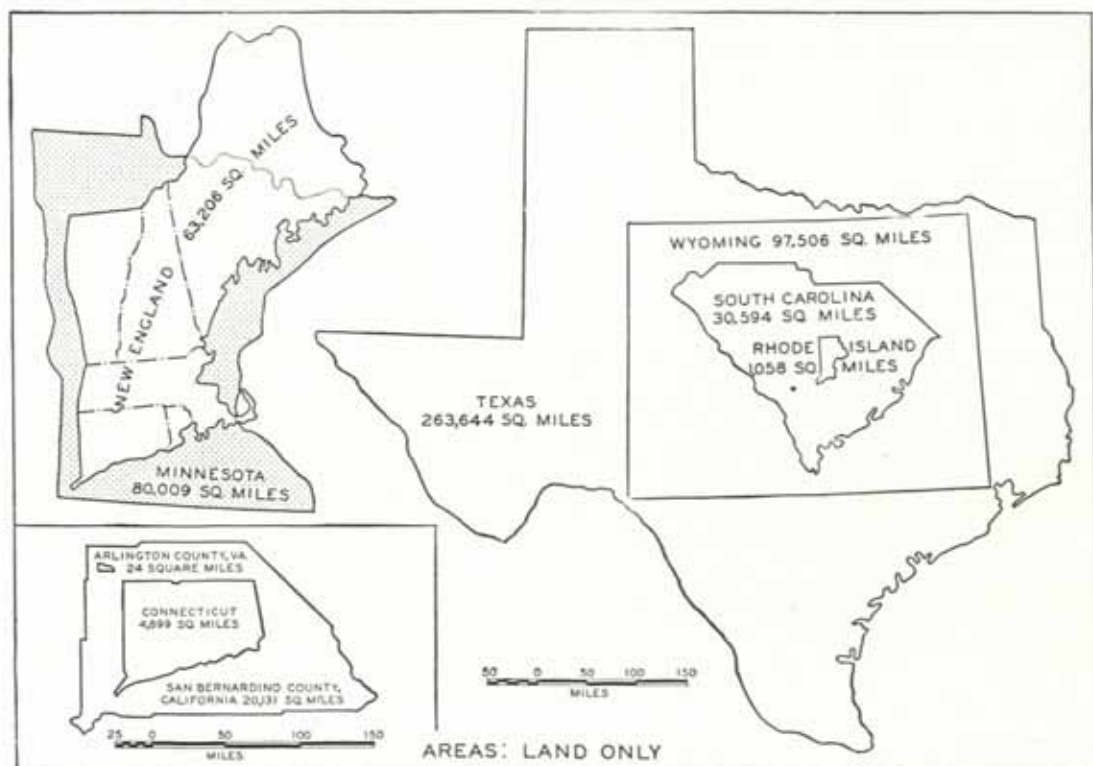 63,206 SQ. MILES
NEW ENGLAND
MINNESOTA
80,009 SQ. MILES
WYOMING 97,506 SQ. MILES
SOUTH CAROLINA
30,594 SQ. MILES
RHODE ISLAND
1,058 SQ. MILES
TEXAS
263,644 SQ. MILES
ARLINGTON COUNTY, VA.
24 SQUARE MILES
CONNECTICUT
4,899 SQ. MILES
SAN BERNARDINO COUNTY,
CALIFORNIA 20,131 SQ. MILES
25 0 50 100 150
MILES
50 0 50 100 150
MILES
AREAS: LAND ONLY